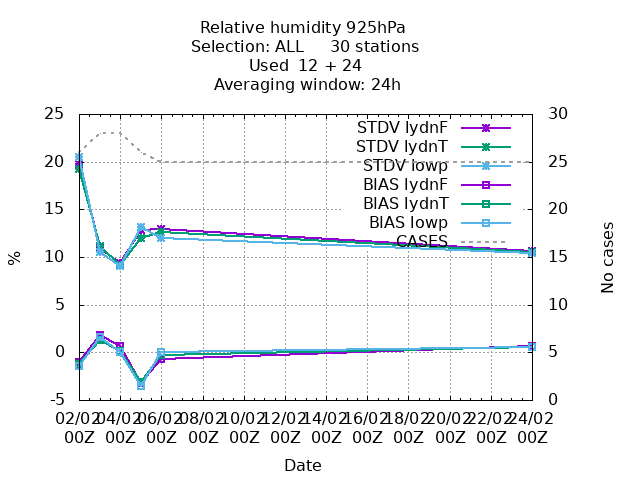 Relative humidity 925hPa
Selection: ALL 30 stations
Used 12 + 24
Averaging window: 24h
25 30
STDV lydnF
STDV lydnT
20 25
STDV lowp
BIAS lydnF
15 20
BIAS lydnT
BIAS lowp
CASES
10 15
%
No cases
5 10
0 5
-5 0
02/02 04/02 06/02 08/02 10/02 12/02 14/02 16/02 18/02 20/02 22/02 24/02
00Z 00Z 00Z 00Z 00Z 00Z 00Z 00Z 00Z 00Z 00Z 00Z
Date